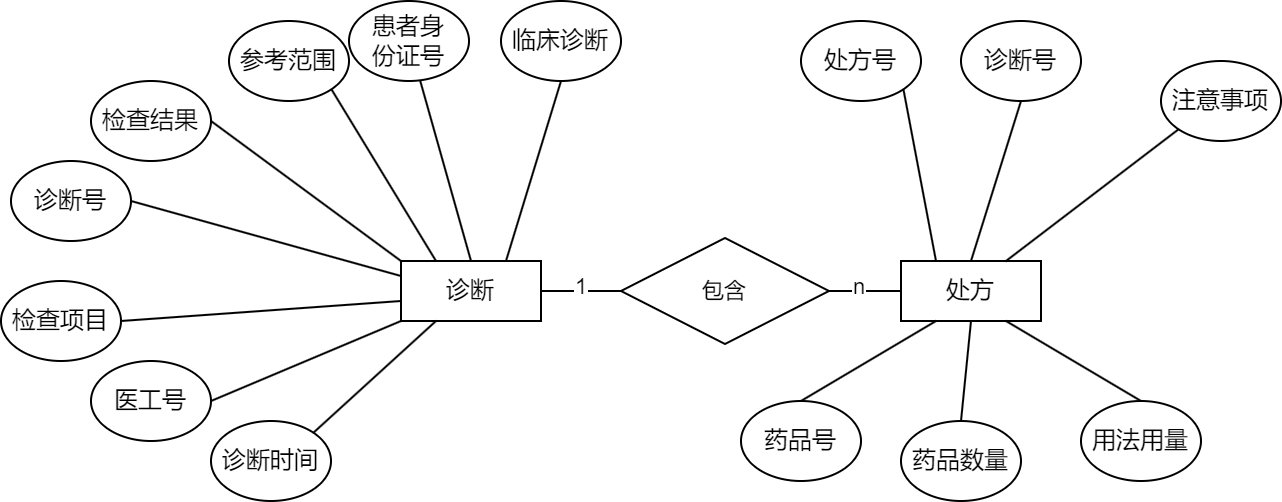 患者身
份证号
临床诊断
参考范围
处方号
诊断号
注意事项
检查结果
诊断号
诊断
1
包含
n
处方
检查项目
医工号
诊断时间
药品号
药品数量
用法用量